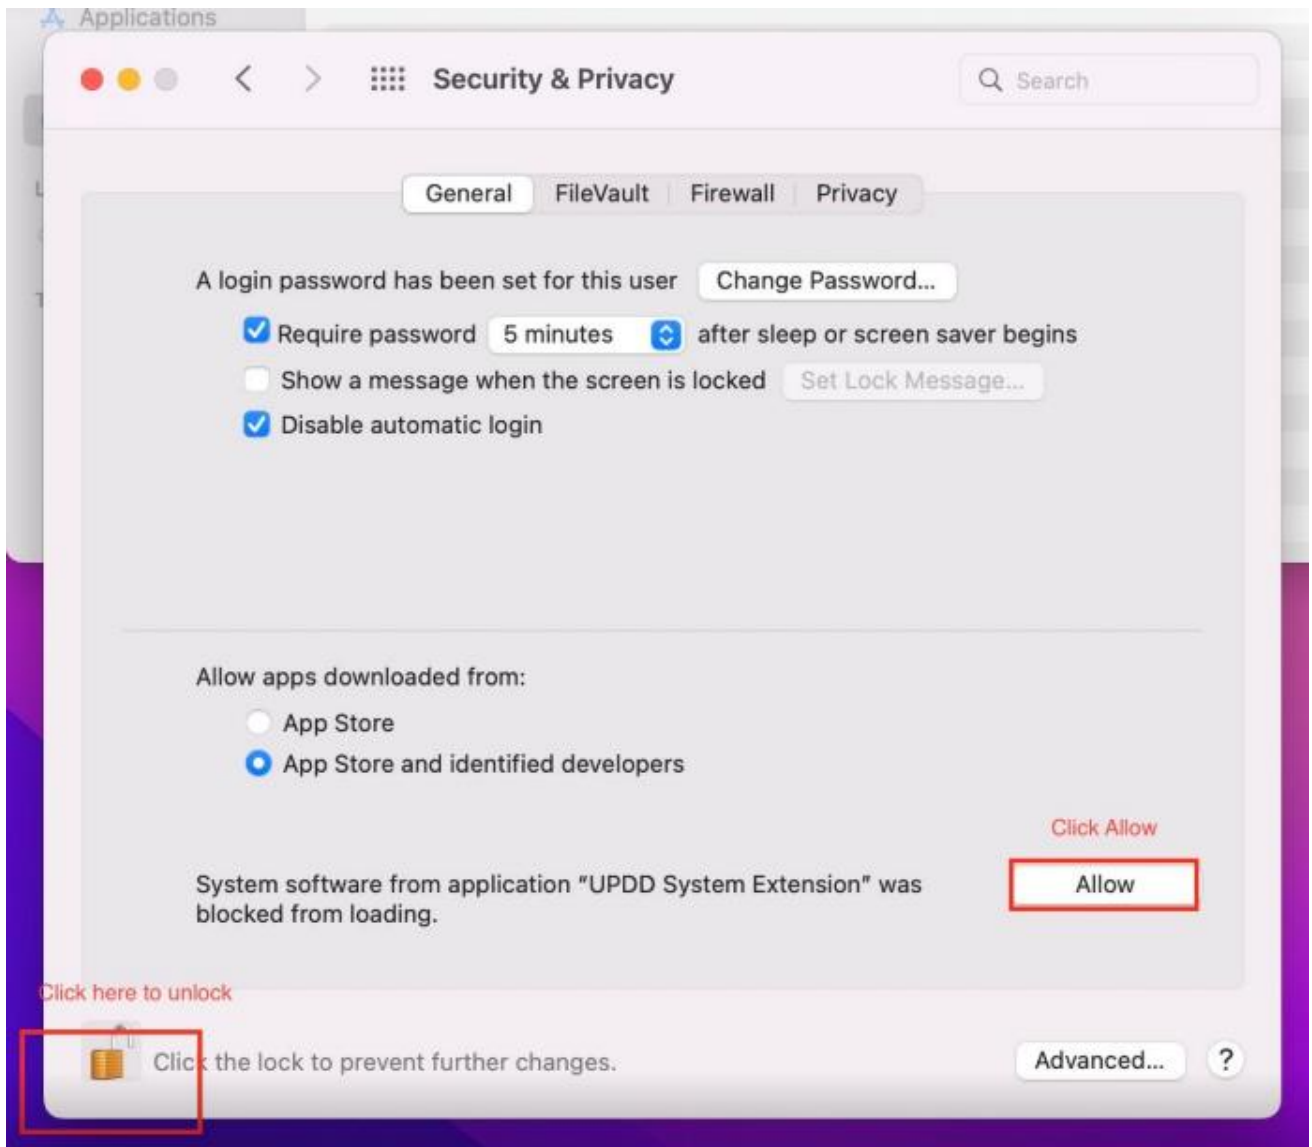 Applications
Security & Privacy
Search
General FileVault Firewall Privacy
A login password has been set for this user Change Password...
Require password 5 minutes after sleep or screen saver begins
Show a message when the screen is locked Set Lock Message...
Disable automatic login
Allow apps downloaded from:
App Store
App Store and identified developers
Click Allow
System software from application “UPDD System Extension” was
blocked from loading.
Allow
Click here to unlock
Click the lock to prevent further changes.
Advanced... ?